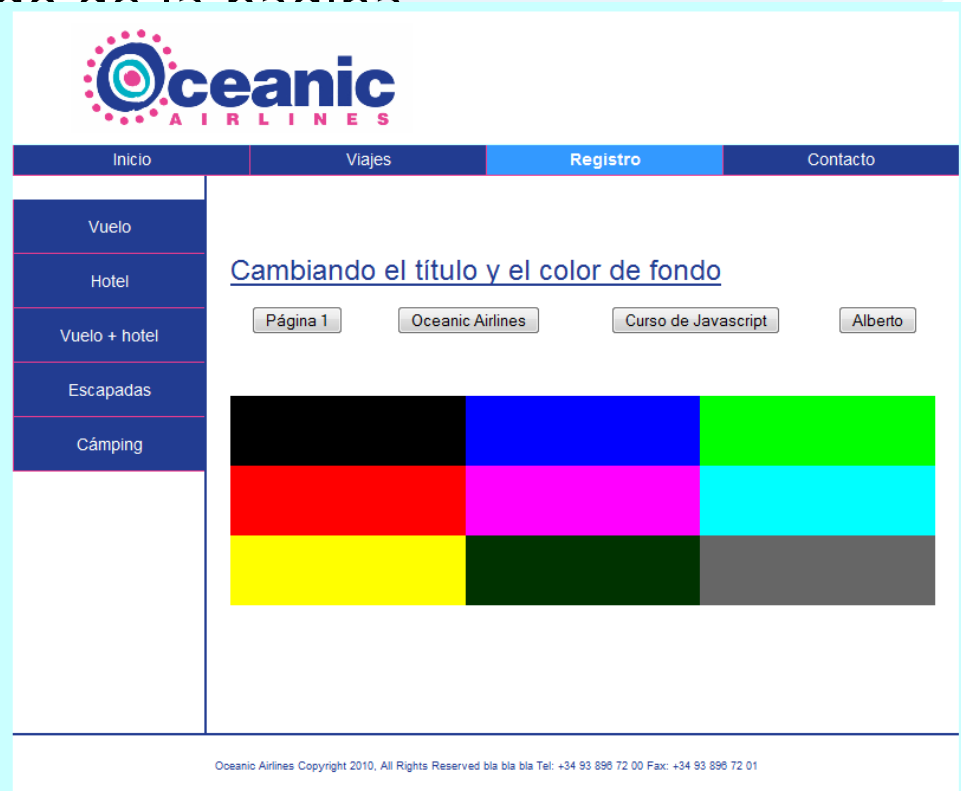 Oceanic
AIRLINES
Inicio Viajes Registro Contacto
Vuelo
Hotel
Vuelo + hotel
Escapadas
Cámping
Cambiando el título y el color de fondo
Página 1 Oceanic Airlines Curso de Javascript Alberto
Oceanic Airlines Copyright 2010, All Rights Reserved bla bla bla Tel: +34 93 896 72 00 Fax: +34 93 896 72 01